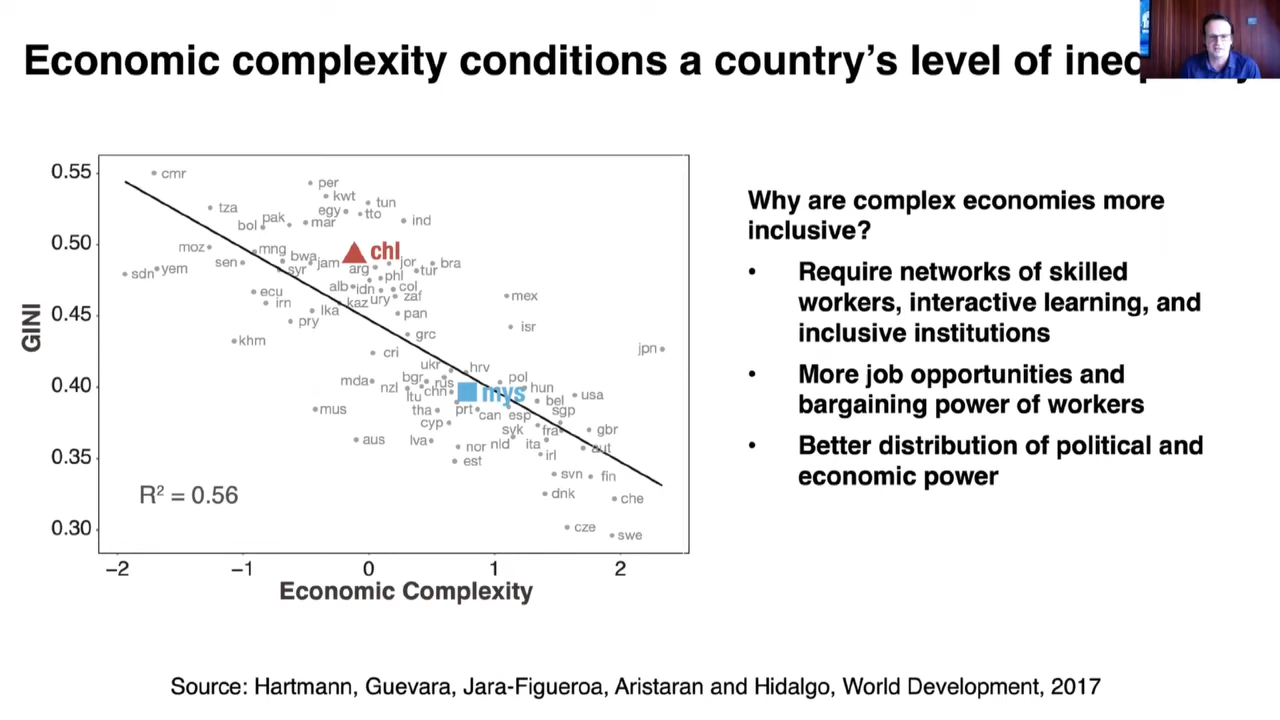 Economic complexity conditions a country's level of
0.55
0.50
0.45
0.40
0.35
0.30
GINI
cmr
per
kwt
tun
tza
egy
tto
pak
mar
ind
bol
moz
mng
chl
bwa
sen
syr
jam
arg
jor
bra
tur
sdn
yem
phl
alb
idn
col
ecu
kaz
ury
zaf
mex
irn
lka
pan
pry
isr
khm
grc
jpn
cri
ukr
hrv
mda
bgr
rus
pol
nzl
ltu
chn
mys
hun
usa
bel
mus
tha
prt
can
esp
sgp
cyp
svk
fra
gbr
aus
lva
nor
nld
ita
aut
irl
est
svn
fin
dnk
che
cze
swe
R² = 0.56
−2
−1
0
1
2
Economic Complexity
Why are complex economies more
inclusive?
• Require networks of skilled
workers, interactive learning, and
inclusive institutions
• More job opportunities and
bargaining power of workers
• Better distribution of political and
economic power
Source: Hartmann, Guevara, Jara-Figueroa, Aristaran and Hidalgo, World Development, 2017